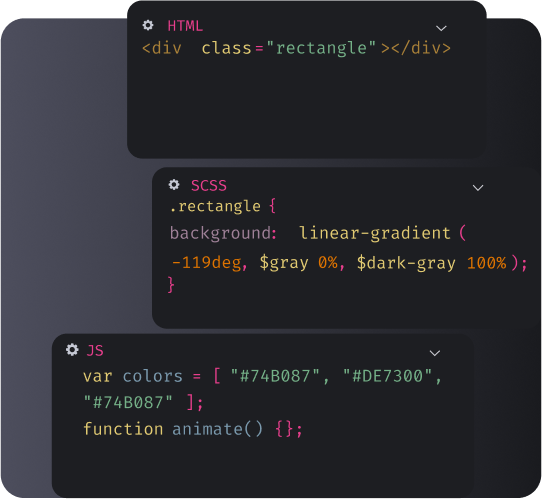 HTML
<div class="rectangle"></div>
SCSS
.rectangle {
background: linear-gradient (
-119deg, $gray 0%, $dark-gray 100% );
}
JS
var colors = [ "#74B087", "#DE7300",
"#74B087" ];
function animate() {};